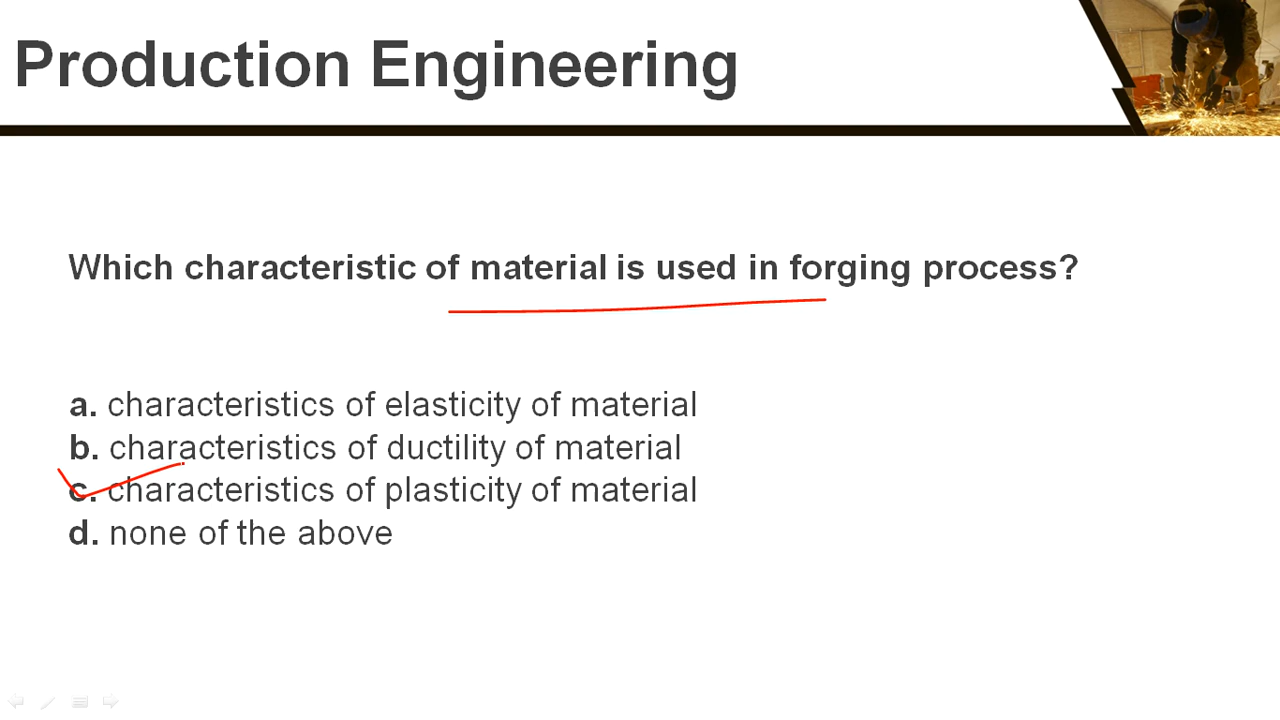 Production Engineering
Which characteristic of material is used in forging process?
a. characteristics of elasticity of material
b. characteristics of ductility of material
c. characteristics of plasticity of material
d. none of the above